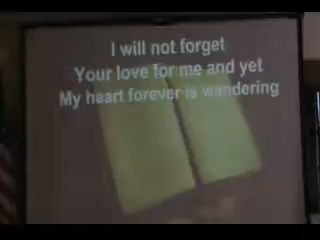 I will not forget
Your love for me and yet
My heart forever is wandering